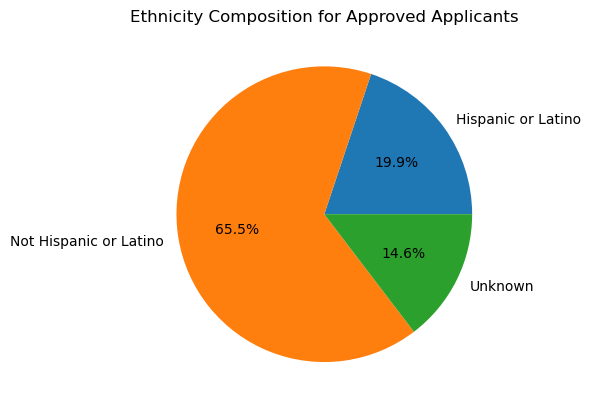 Ethnicity Composition for Approved Applicants
Hispanic or Latino
19.9%
65.5%
Not Hispanic or Latino
14.6%
Unknown